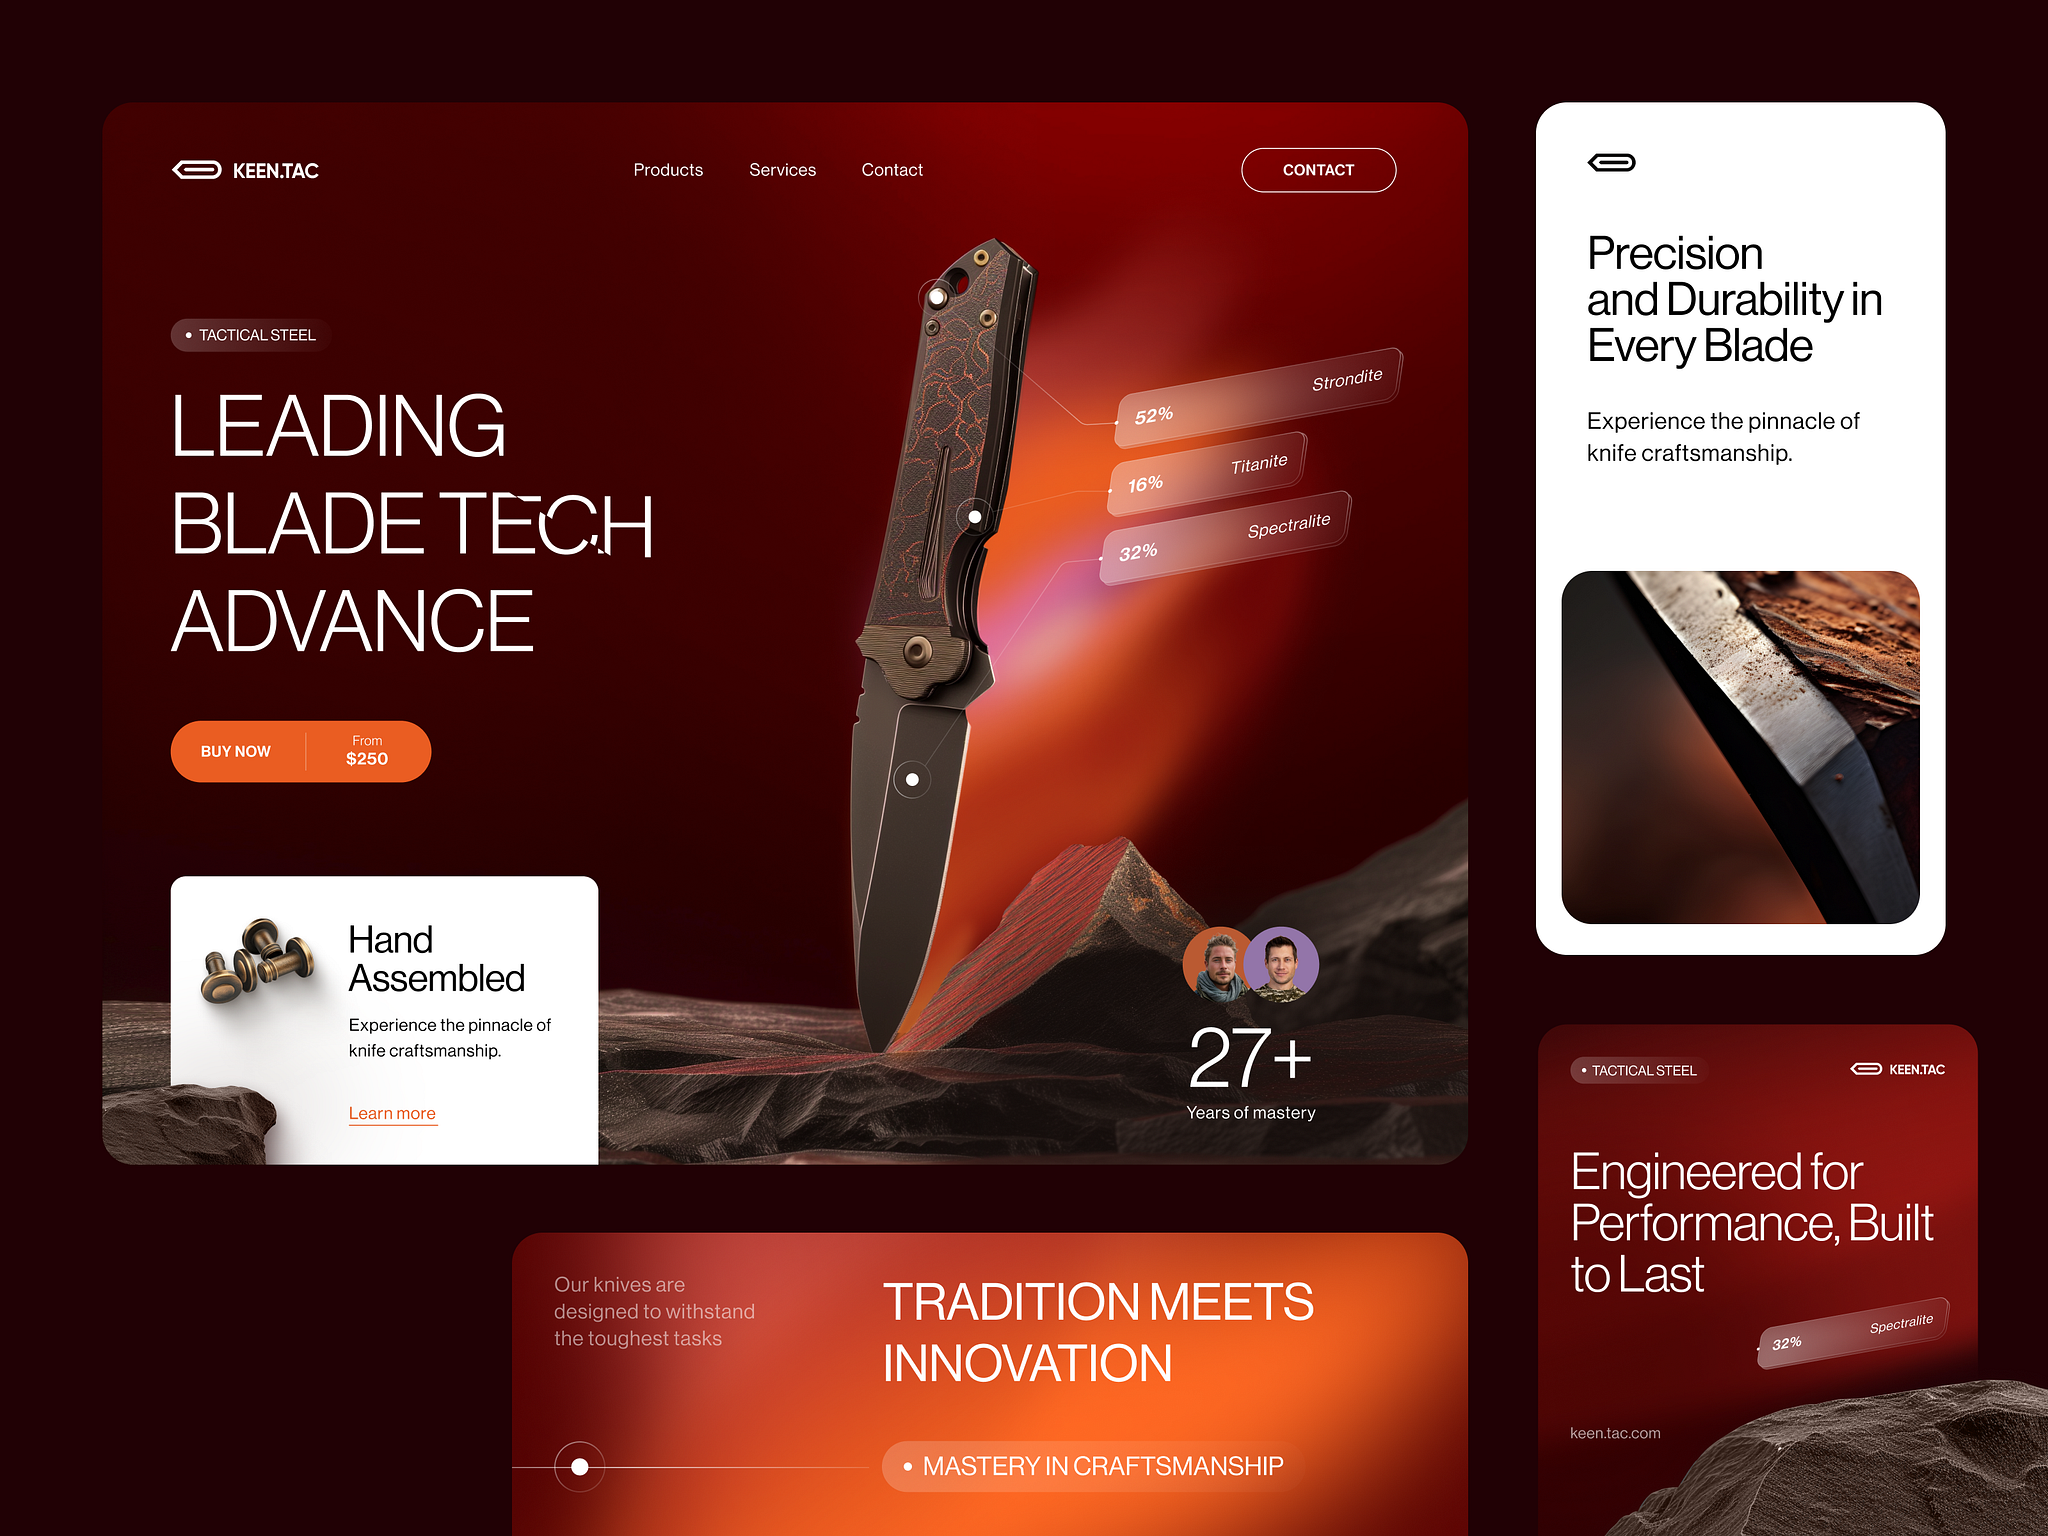 KEEN.TAC
Products
Services
Contact
CONTACT
TACTICAL STEEL
LEADING
BLADE TECH
ADVANCE
BUY NOW
From
$250
52%
Strondite
16%
Titanite
32%
Spectralite
Hand
Assembled
Experience the pinnacle of
knife craftsmanship.
Learn more
27+
Years of mastery
Precision
and Durability in
Every Blade
Experience the pinnacle of
knife craftsmanship.
Our knives are
designed to withstand
the toughest tasks
TRADITION MEETS
INNOVATION
MASTERY IN CRAFTSMANSHIP
TACTICAL STEEL
KEEN.TAC
Engineered for
Performance, Built
to Last
32%
Spectralite
keen.tac.com